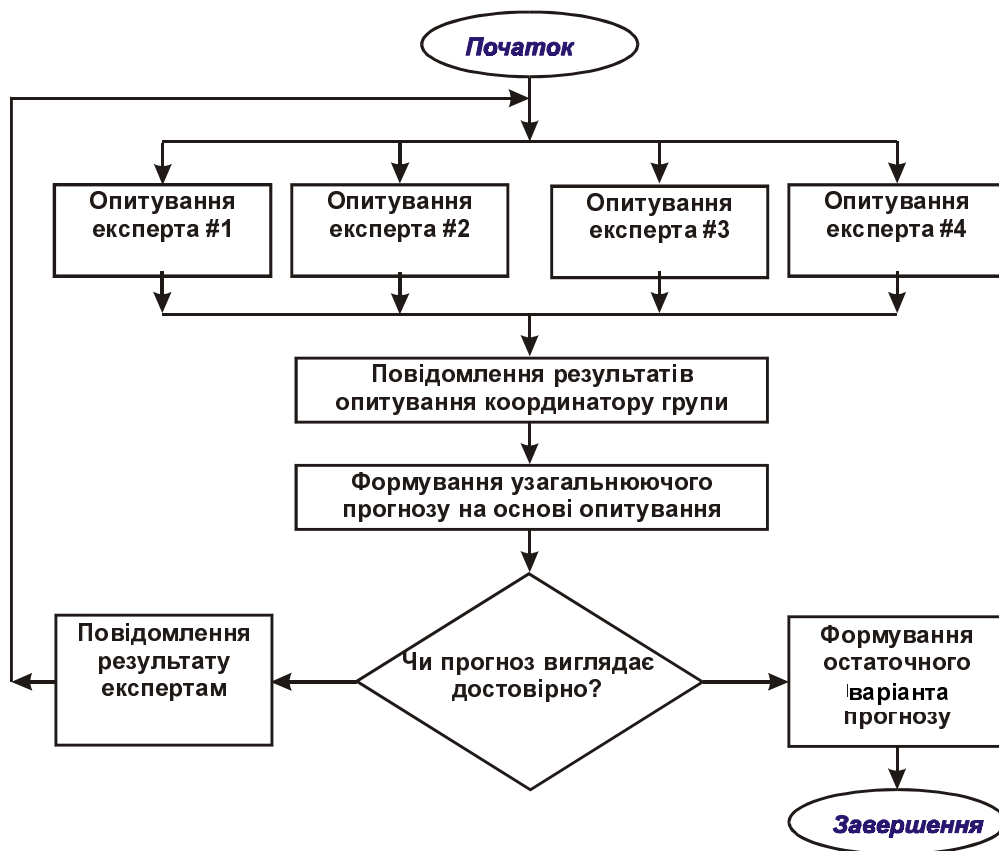 Початок
Опитування
експерта #1
Опитування
експерта #2
Опитування
експерта #3
Опитування
експерта #4
Повідомлення результатів
опитування координатору групи
Формування узагальнюючого
прогнозу на основі опитування
Чи прогноз виглядає
достовірно?
Повідомлення
результату
експертам
Формування
остаточного
варіанта
прогнозу
Завершення